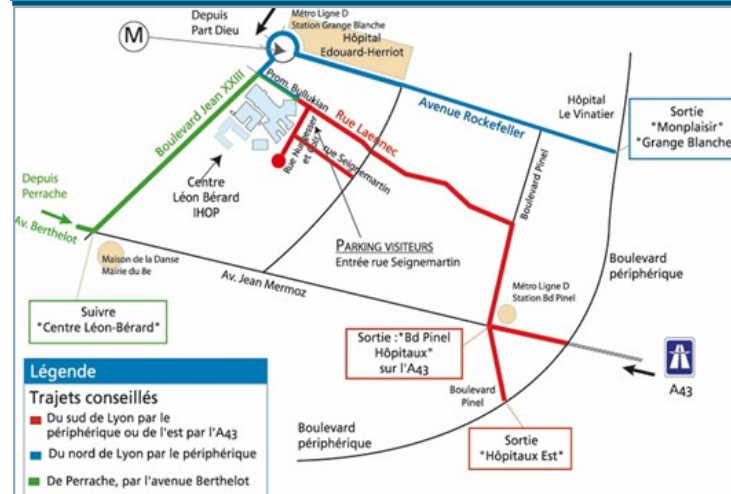 Depuis
Part Dieu
M
Métro Ligne D
Station Grange Blanche
Hôpital
Edouard-Herriot
Prom. Bullukian
Boulevard Jean XXIII
Avenue Rockefeller
Hôpital
Le Vinatier
Sortie
"Monplaisir"
"Grange Blanche"
Rue Laennec
Rue Nungesser
et Coli
rue Seignemartin
Boulevard Pinel
Centre
Léon Bérard
IHOP
Depuis
Perrache
Av. Berthelot
PARKING VISITEURS
Entrée rue Seignemartin
Boulevard
périphérique
Maison de la Danse
Mairie du 8e
Av. Jean Mermoz
Métro Ligne D
Station Bd Pinel
Suivre
"Centre Léon-Bérard"
Sortie :"Bd Pinel
Hôpitaux"
sur l'A43
A43
Boulevard
Pinel
Boulevard
périphérique
Sortie
"Hôpitaux Est"
Légende
Trajets conseillés
Du sud de Lyon par le
périphérique ou de l'est par l'A43
Du nord de Lyon par le périphérique
De Perrache, par l'avenue Berthelot